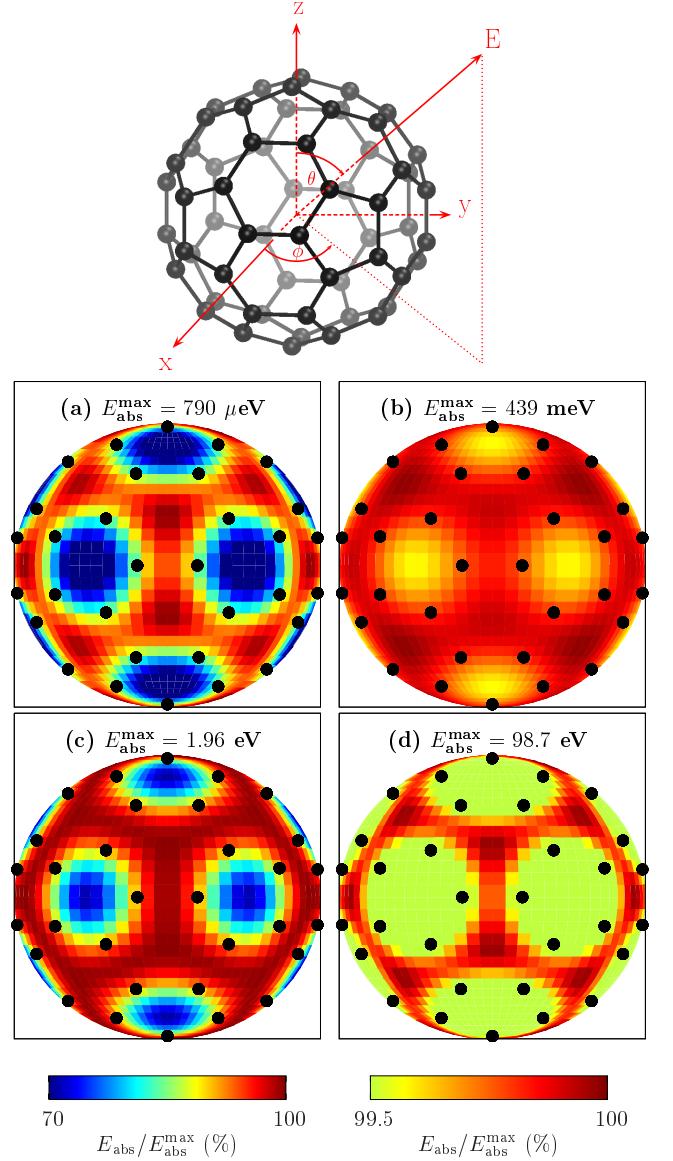 z
E
θ
y
ϕ
x
(a) E_abs^max = 790 μeV
(b) E_abs^max = 439 meV
(c) E_abs^max = 1.96 eV
(d) E_abs^max = 98.7 eV
70 100
99.5 100
E_abs/E_abs^max (%)
E_abs/E_abs^max (%)